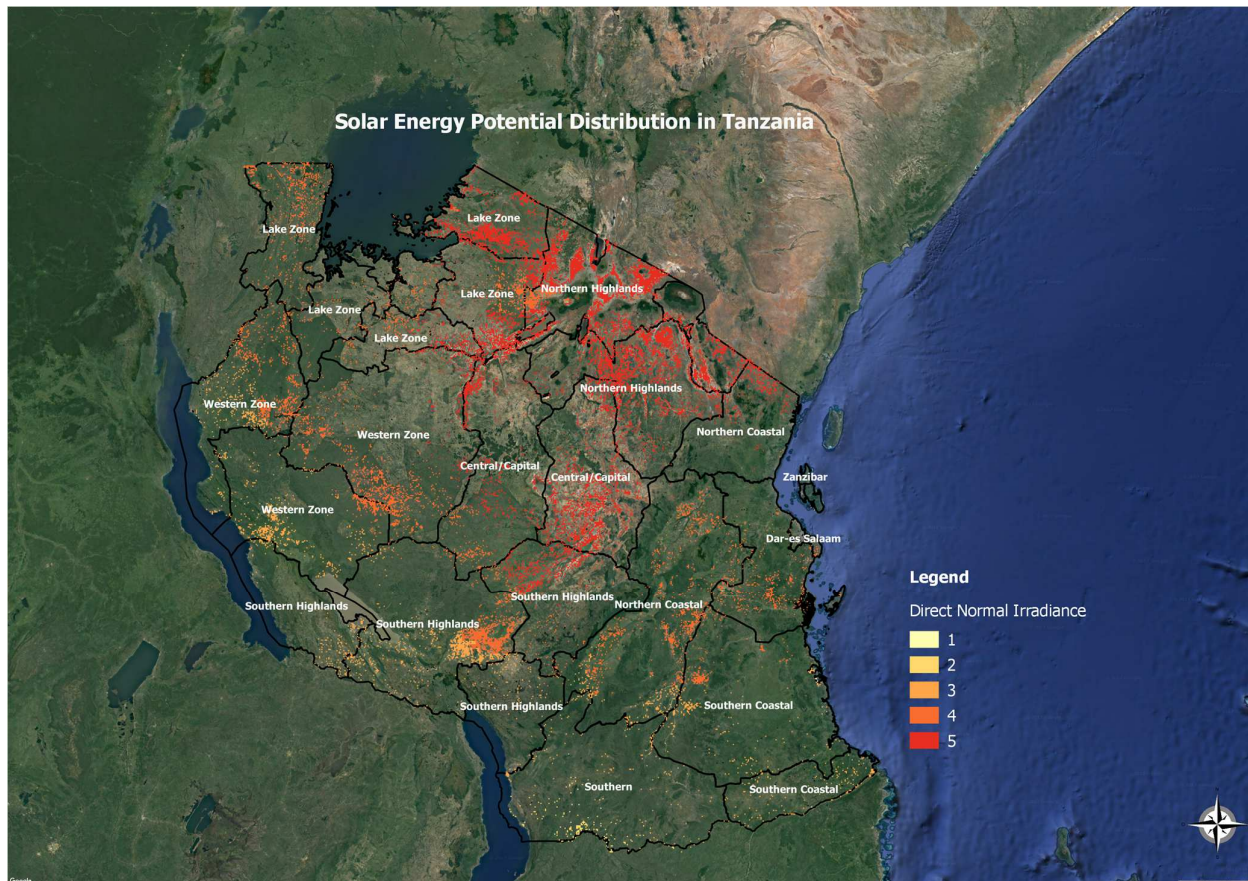 Solar Energy Potential Distribution in Tanzania
Lake Zone
Lake Zone
Northern Highlands
Lake Zone
Lake Zone
Lake Zone
Northern Highlands
Western Zone
Western Zone
Northern Coastal
Central/Capital
Central/Capital
Zanzibar
Western Zone
Dar-es Salaam
Southern Highlands
Southern Highlands
Northern Coastal
Southern Highlands
Southern Highlands
Southern Coastal
Southern
Southern Coastal
Legend
Direct Normal Irradiance
1
2
3
4
5
Google